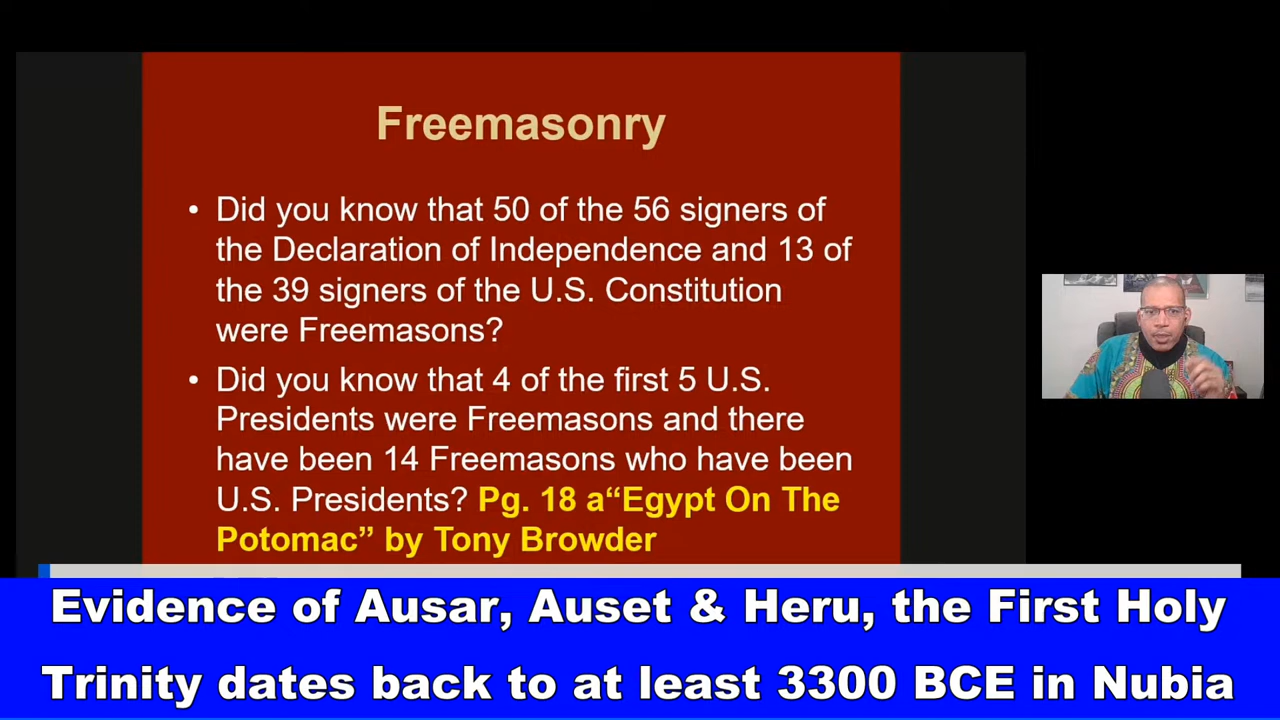 Freemasonry
• Did you know that 50 of the 56 signers of
the Declaration of Independence and 13 of
the 39 signers of the U.S. Constitution
were Freemasons?
• Did you know that 4 of the first 5 U.S.
Presidents were Freemasons and there
have been 14 Freemasons who have been
U.S. Presidents? Pg. 18 a“Egypt On The
Potomac” by Tony Browder
Evidence of Ausar, Auset & Heru, the First Holy
Trinity dates back to at least 3300 BCE in Nubia